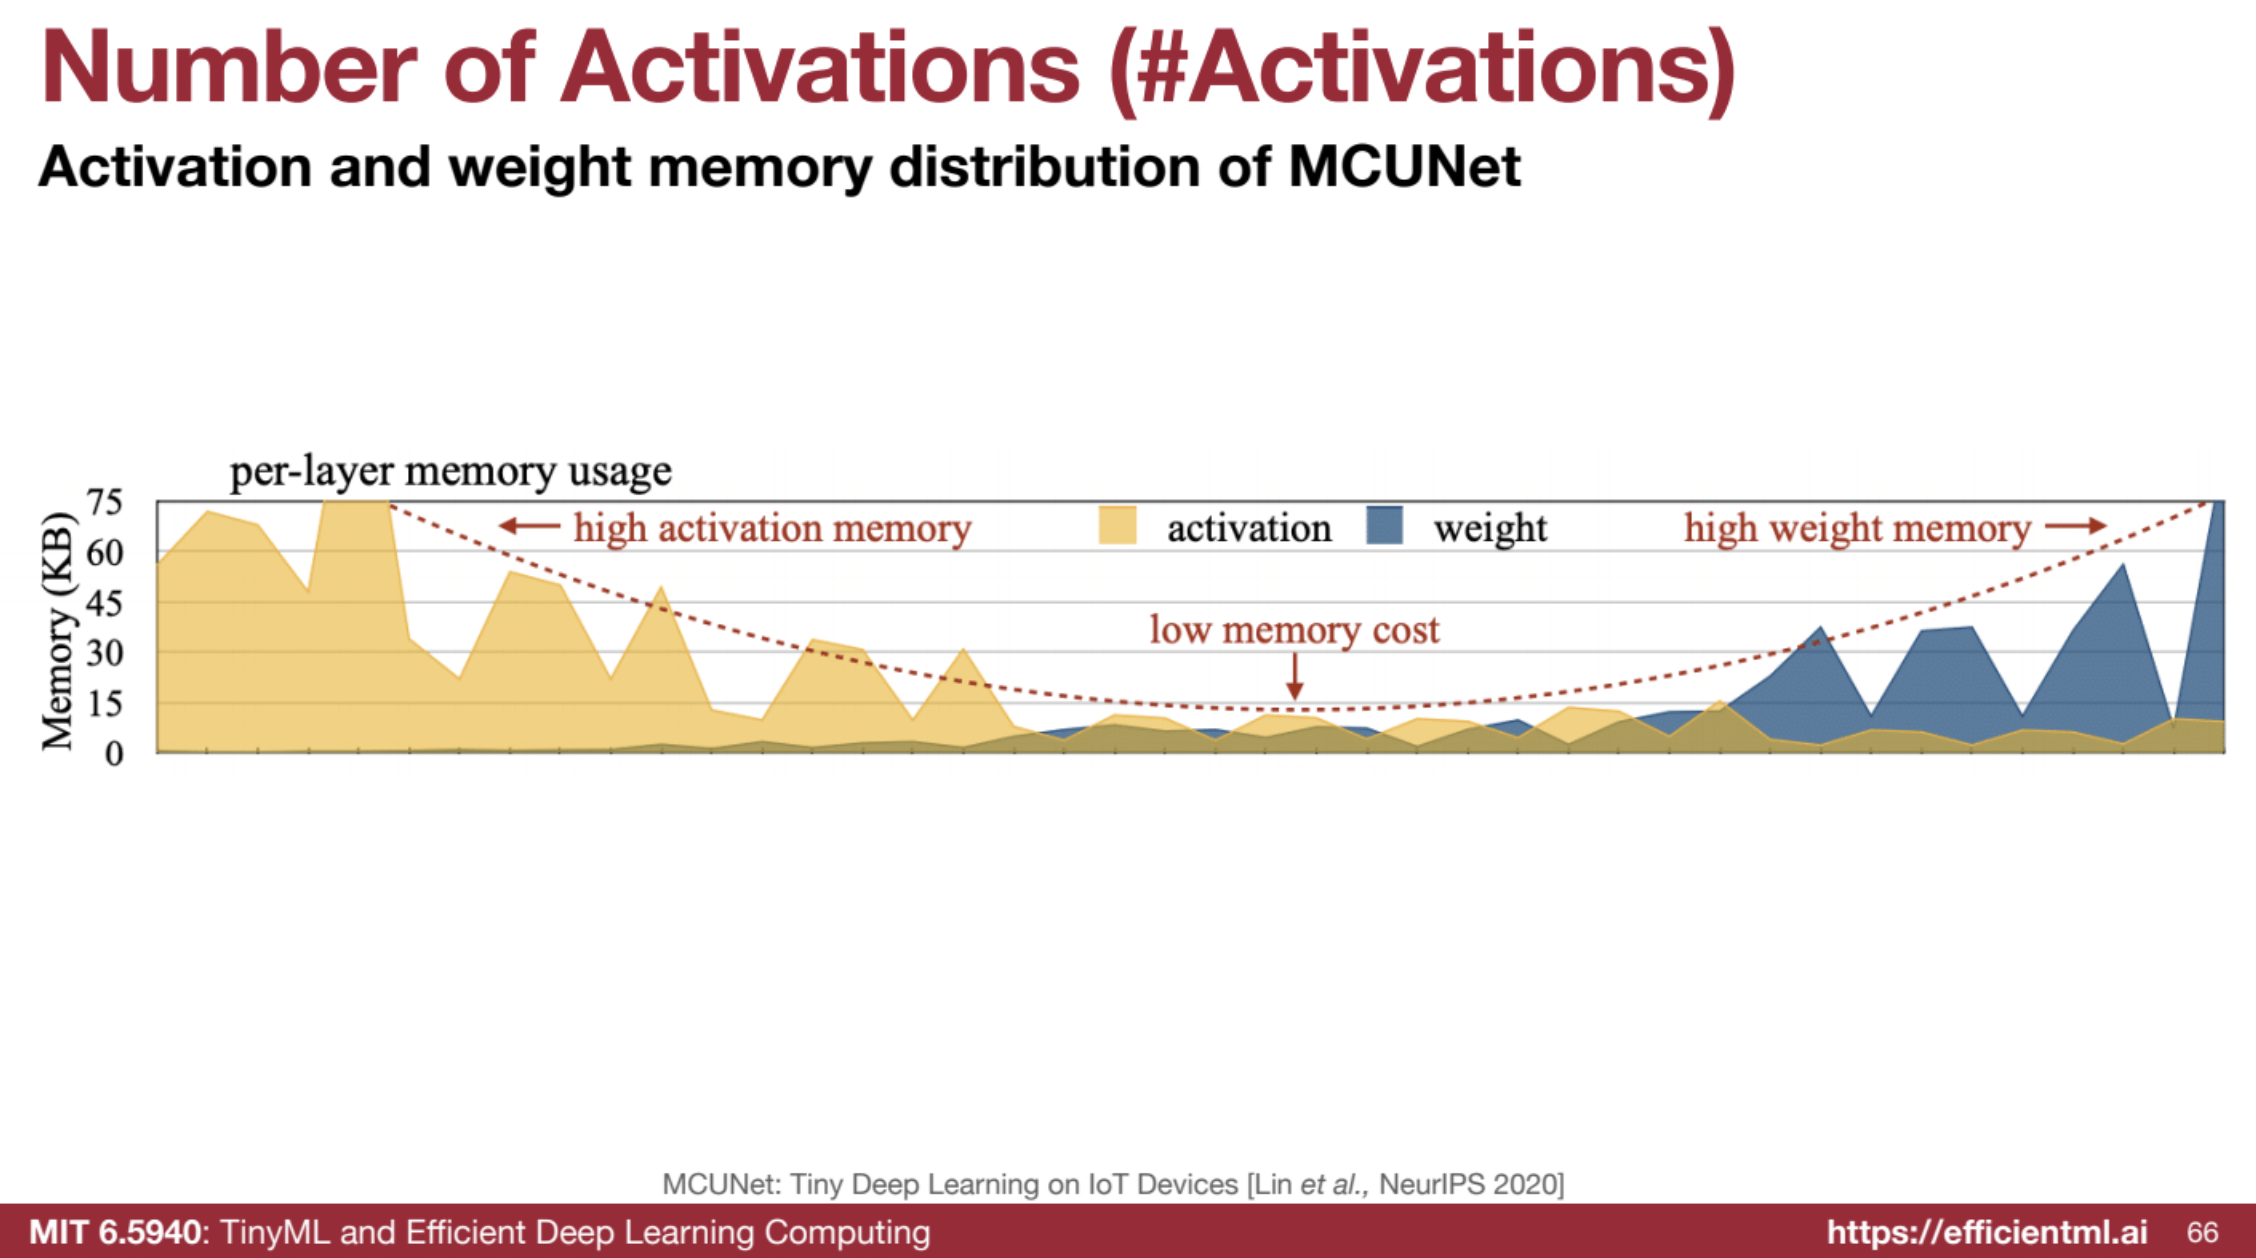 Number of Activations (#Activations)
Activation and weight memory distribution of MCUNet
per-layer memory usage
Memory (KB)
75
60
45
30
15
0
high activation memory
activation
weight
high weight memory
low memory cost
MCUNet: Tiny Deep Learning on IoT Devices [Lin et al., NeurIPS 2020]
MIT 6.5940: TinyML and Efficient Deep Learning Computing
https://efficientml.ai
66